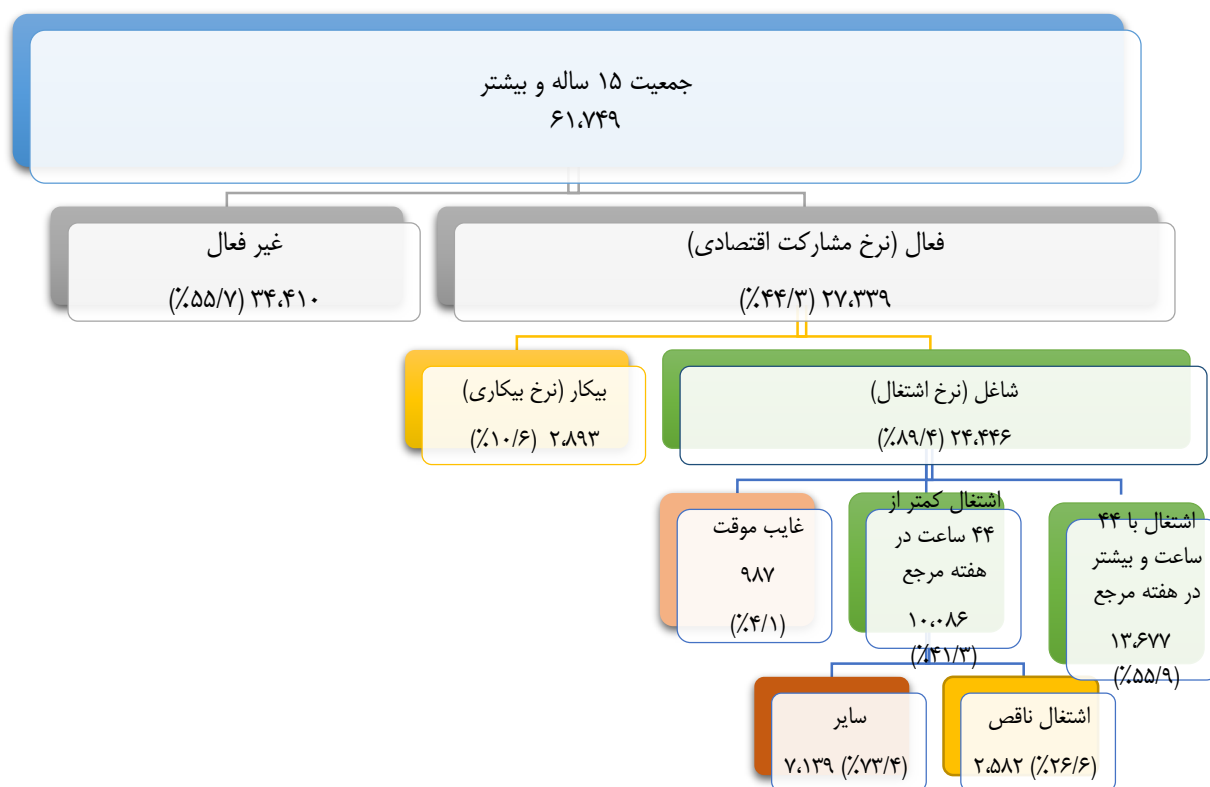 جمعیت ۱۵ ساله و بیشتر
۶۱،۷۴۹
فعال (نرخ مشارکت اقتصادی)
۲۷،۳۳۹ (٪۴۴/۳)
غیر فعال
۳۴،۴۱۰ (٪۵۵/۷)
شاغل (نرخ اشتغال)
۲۴،۴۴۶ (٪۸۹/۴)
بیکار (نرخ بیکاری)
۲،۸۹۳ (٪۱۰/۶)
اشتغال با ۴۴
ساعت و بیشتر
در هفته مرجع
۱۳،۶۷۷
(٪۵۵/۹)
اشتغال کمتر از
۴۴ ساعت در
هفته مرجع
۱۰،۰۸۶
(٪۴۱/۳)
غایب موقت
۹۸۷
(٪۴/۱)
اشتغال ناقص
۲،۵۸۲ (٪۲۶/۶)
سایر
۷،۱۳۹ (٪۷۳/۴)